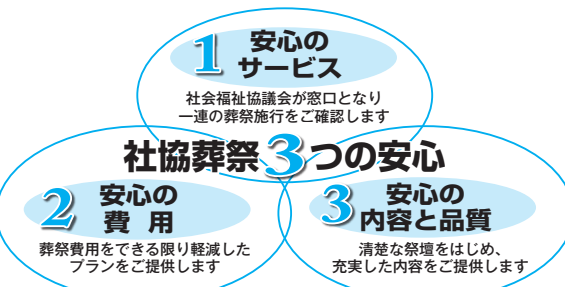 1 安心の
サービス
社会福祉協議会が窓口となり
一連の葬祭施行をご確認します
社協葬祭3つの安心
2 安心の
費 用
葬祭費用をできる限り軽減した
プランをご提供します
3 安心の
内容と品質
清楚な祭壇をはじめ、
充実した内容をご提供します